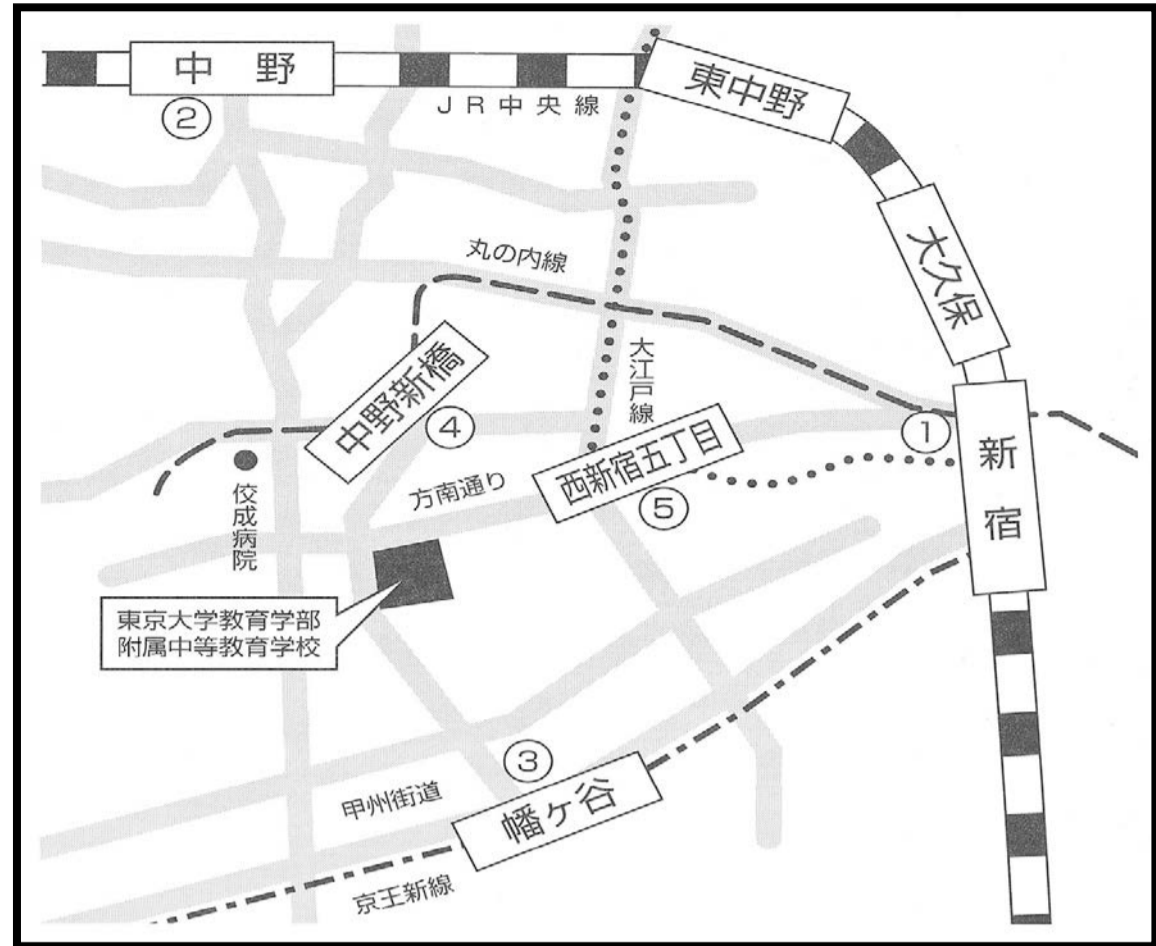 中野
東中野
②
JR中央線
大久保
丸の内線
大江戸線
中野新橋
④
①
新宿
西新宿五丁目
⑤
方南通り
佼成病院
東京大学教育学部
附属中等教育学校
③
甲州街道
幡ヶ谷
京王新線